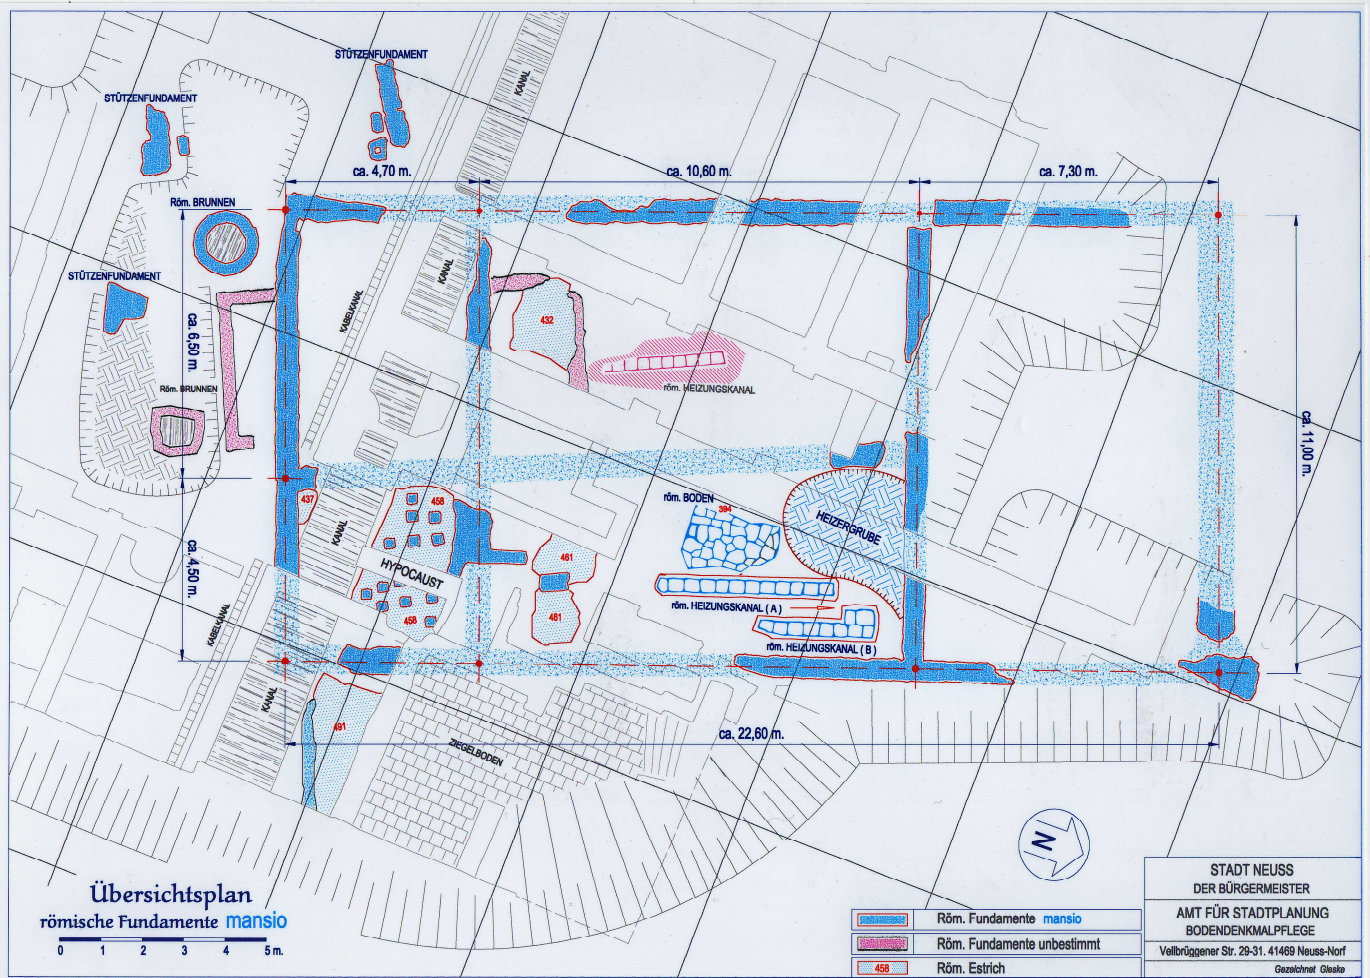 STÜTZENFUNDAMENT
KANAL
STÜTZENFUNDAMENT
ca. 4,70 m.
ca. 10,60 m.
ca. 7,30 m.
Röm. BRUNNEN
KANAL
STÜTZENFUNDAMENT
KABELKANAL
432
ca. 6,50 m.
Röm. BRUNNEN
röm. HEIZUNGSKANAL
ca. 11,00 m.
437
458
röm. BODEN
394
HEIZERGRUBE
KANAL
HYPOCAUST
461
ca. 4,50 m.
458
461
röm. HEIZUNGSKANAL ( A )
röm. HEIZUNGSKANAL ( B )
KABELKANAL
KANAL
491
ca. 22,60 m.
ZIEGELBODEN
N
Übersichtsplan
römische Fundamente mansio
0 1 2 3 4 5 m.
Röm. Fundamente mansio
Röm. Fundamente unbestimmt
458 Röm. Estrich
STADT NEUSS
DER BÜRGERMEISTER
AMT FÜR STADTPLANUNG
BODENDENKMALPFLEGE
Vellbrüggener Str. 29-31. 41469 Neuss-Norf
Gezeichnet Gieske